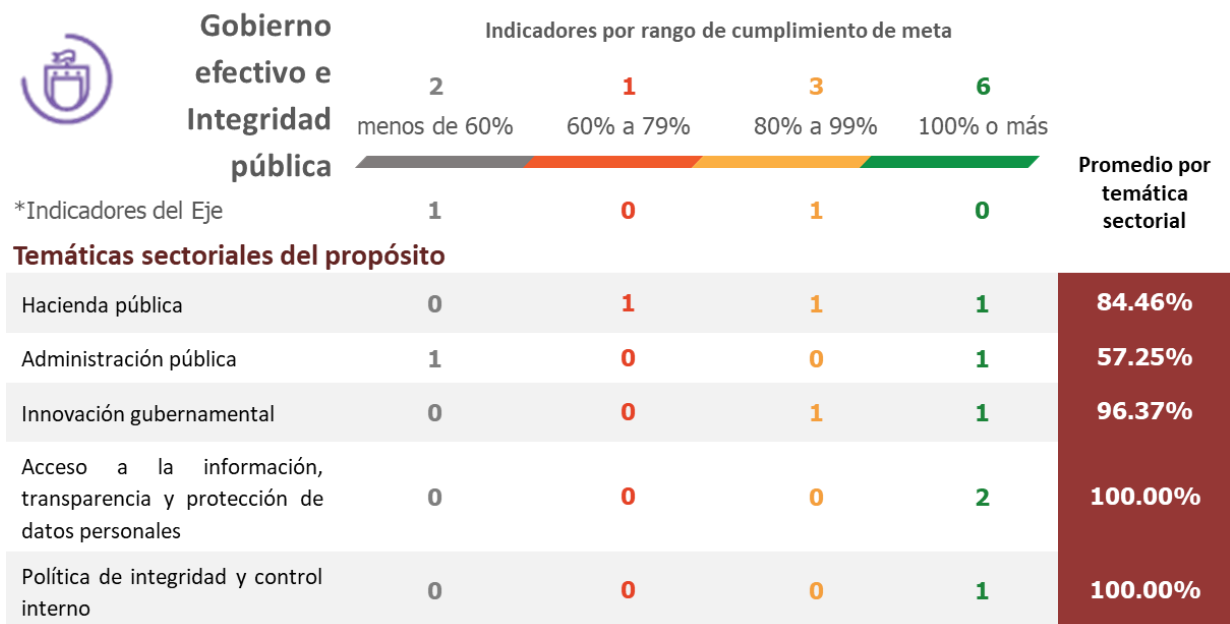 Gobierno
efectivo e
Integridad
pública
Indicadores por rango de cumplimiento de meta
2 1 3 6
menos de 60% 60% a 79% 80% a 99% 100% o más
Promedio por
temática
sectorial
*Indicadores del Eje 1 0 1 0
Temáticas sectoriales del propósito
Hacienda pública 0 1 1 1 84.46%
Administración pública 1 0 0 1 57.25%
Innovación gubernamental 0 0 1 1 96.37%
Acceso a la información,
transparencia y protección de 0 0 0 2 100.00%
datos personales
Política de integridad y control
interno 0 0 0 1 100.00%